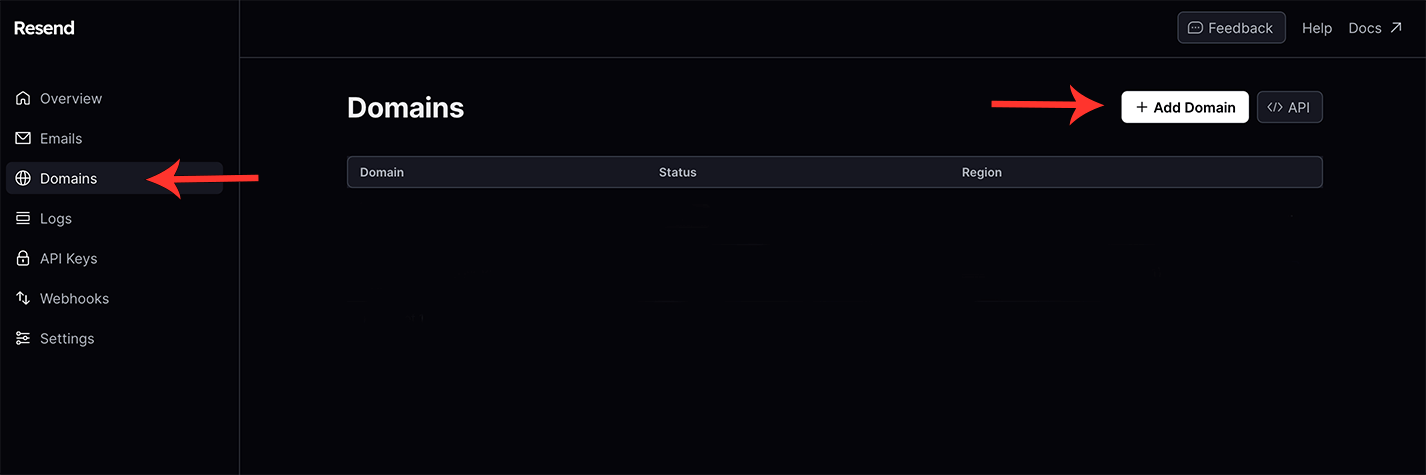 Resend
Feedback Help Docs
Overview
Emails
Domains
Logs
API Keys
Webhooks
Settings
Domains
+ Add Domain
</> API
Domain Status Region